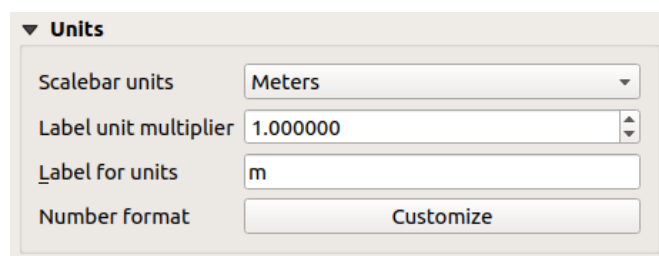 Units
Scalebar units Meters
Label unit multiplier 1.000000
Label for units m
Number format Customize